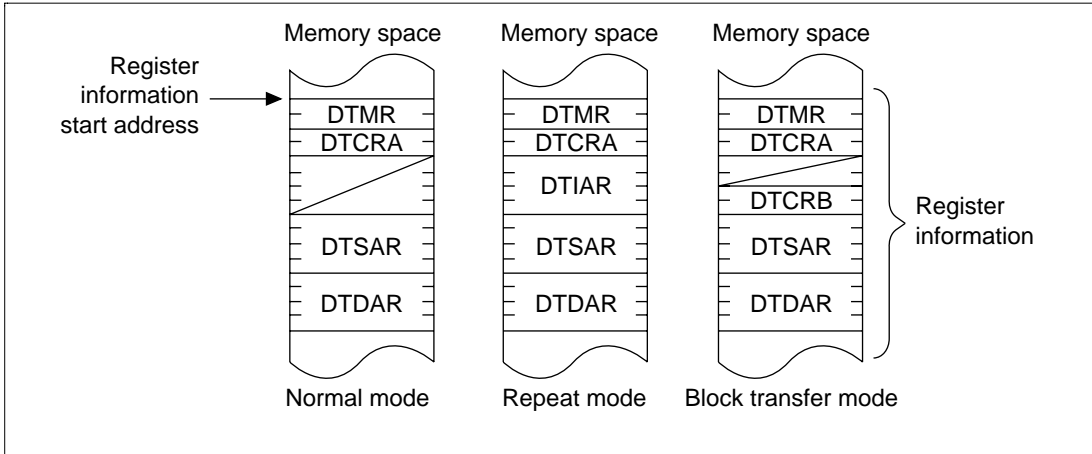 Memory space
Memory space
Memory space
Register
information
start address
DTMR
DTMR
DTMR
DTCRA
DTCRA
DTCRA
DTIAR
DTCRB
DTSAR
DTSAR
DTSAR
Register
information
DTDAR
DTDAR
DTDAR
Normal mode
Repeat mode
Block transfer mode